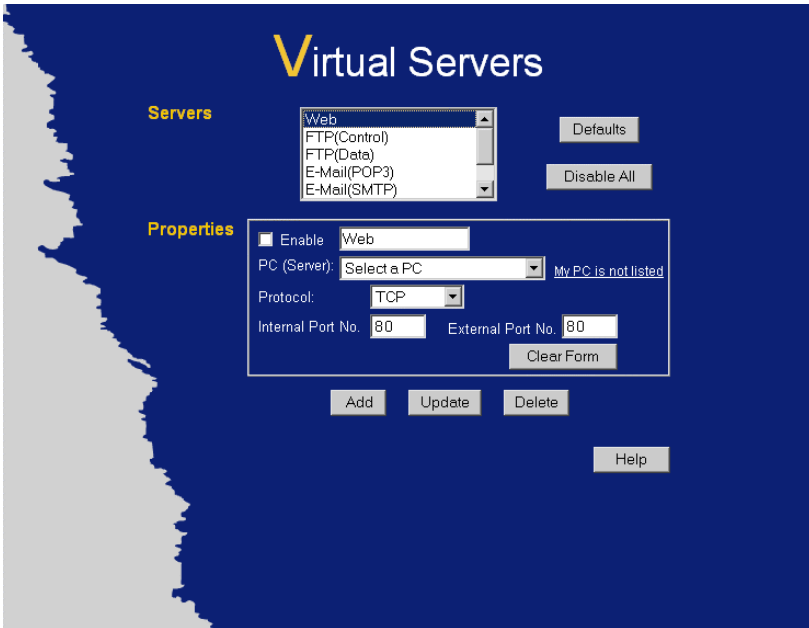 Virtual Servers
Servers
Web
FTP(Control)
FTP(Data)
E-Mail(POP3)
E-Mail(SMTP)
Defaults
Disable All
Properties
Enable Web
PC (Server): Select a PC My PC is not listed
Protocol: TCP
Internal Port No. 80 External Port No. 80
Clear Form
Add Update Delete
Help